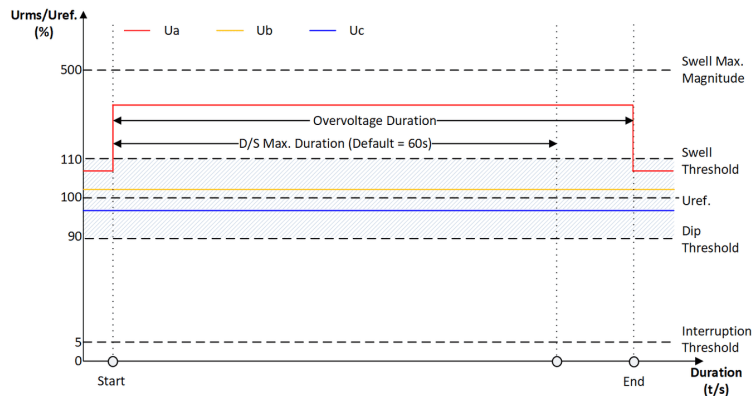 Urms/Uref.
(%)
Ua
Ub
Uc
500
Swell Max.
Magnitude
Overvoltage Duration
D/S Max. Duration (Default = 60s)
110
Swell
Threshold
100
Uref.
90
Dip
Threshold
5
Interruption
Threshold
0
Start
End
Duration
(t/s)